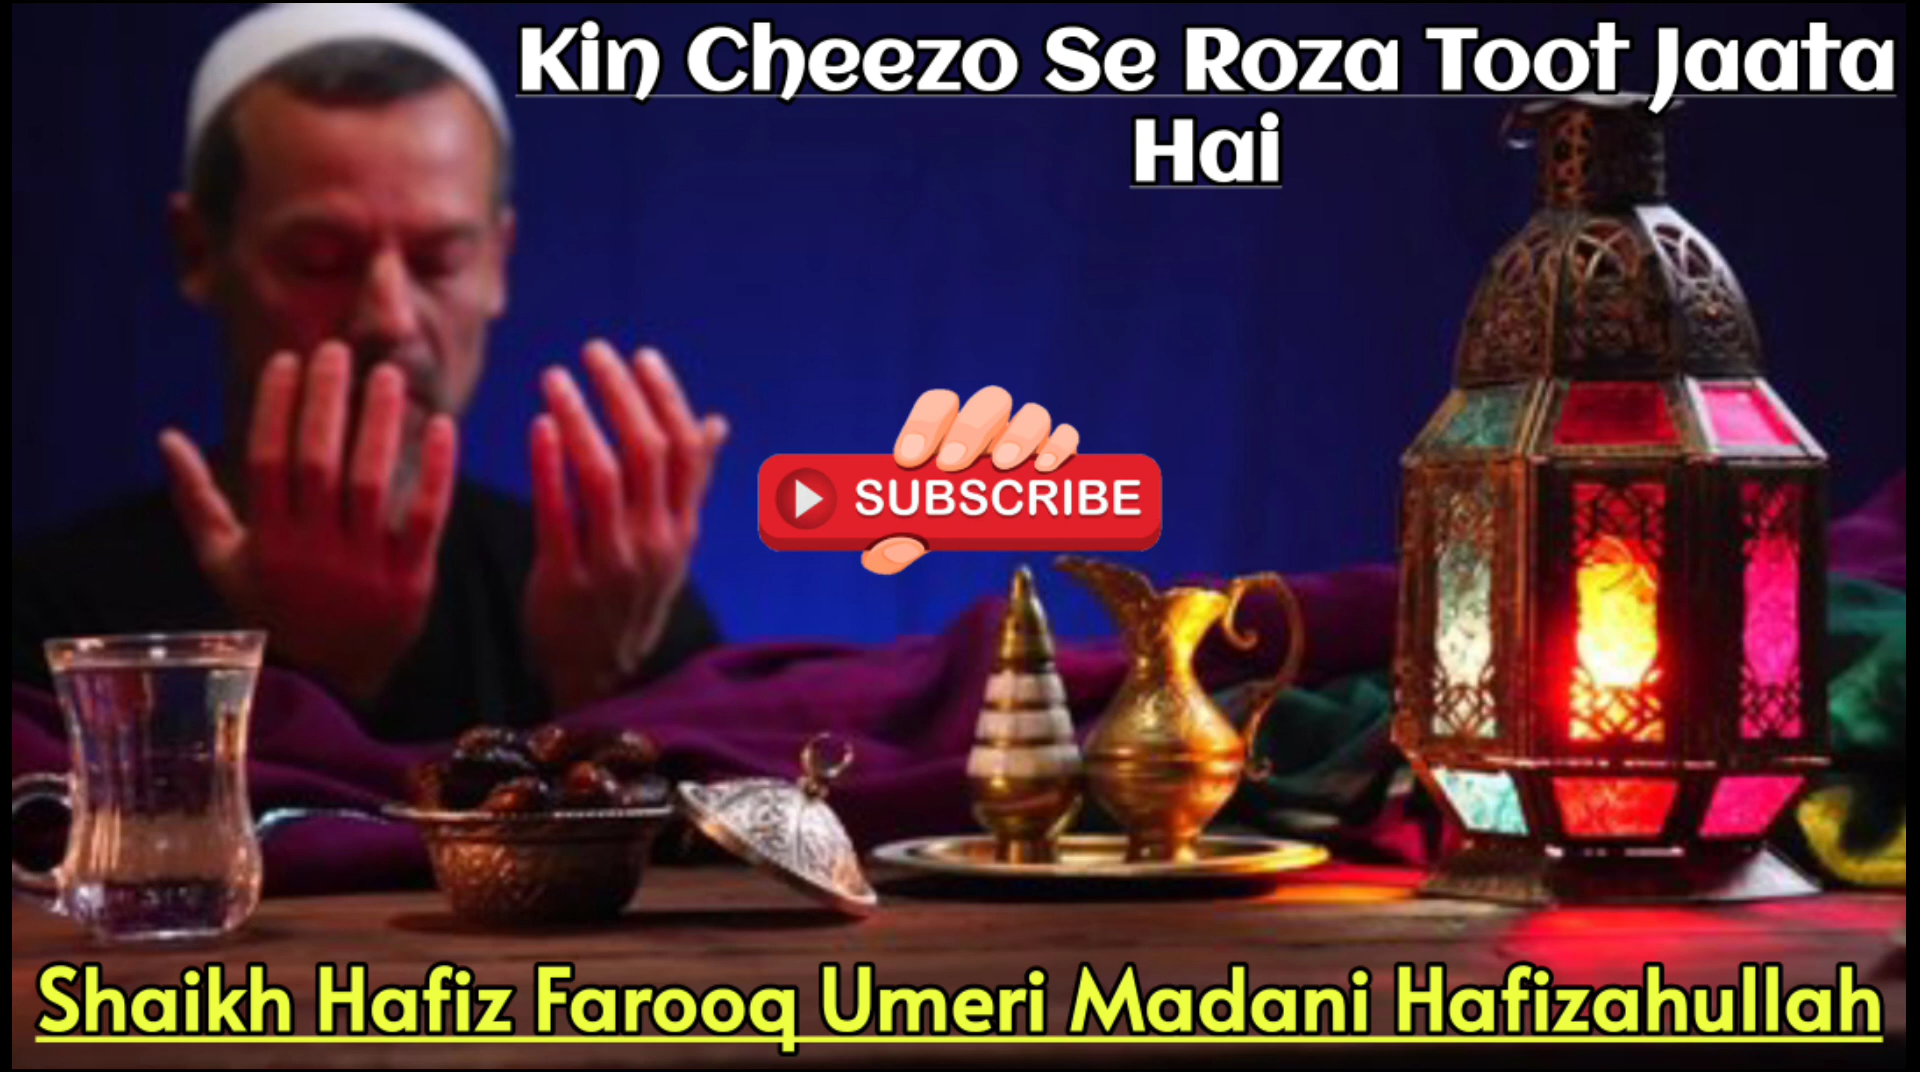 Kin Cheezo Se Roza Toot Jaata
Hai
SUBSCRIBE
Shaikh Hafiz Farooq Umeri Madani Hafizahullah